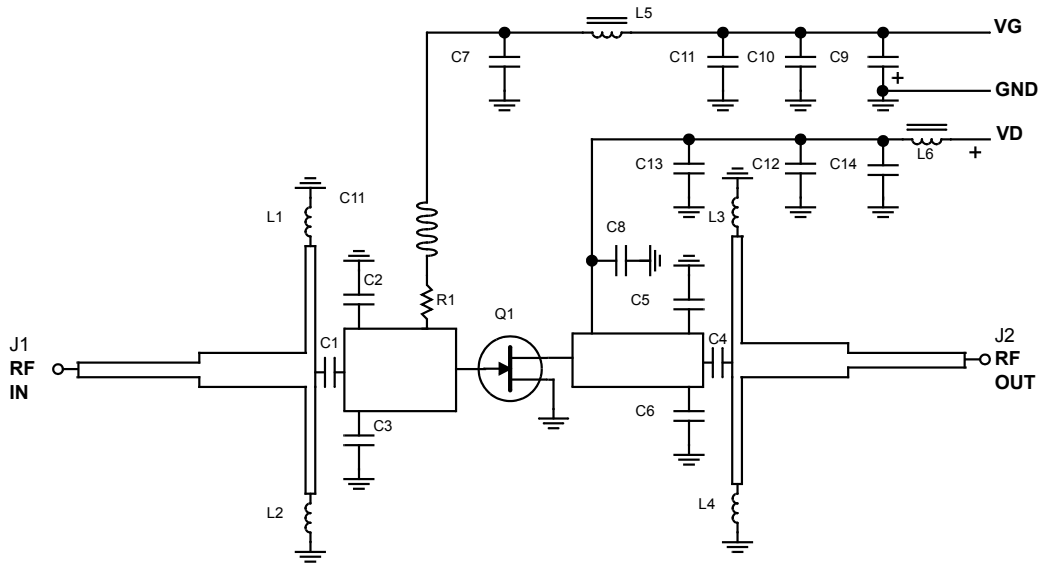 L5
VG
C7
C11
C10
C9
+
GND
VD
C13
C12
C14
L6
+
C11
L1
L3
C8
C2
C5
R1
Q1
J1
RF
IN
C1
C4
J2
RF
OUT
C3
C6
L2
L4